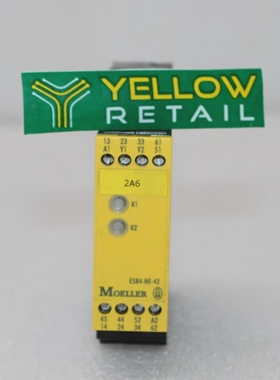 YELLOW
RETAIL
13 23 33 61
A1 Y1 Y2 51
2A6
K1
K2
ESR4-NE-42
MOELLER
43 44 52 A2
14 24 34 62